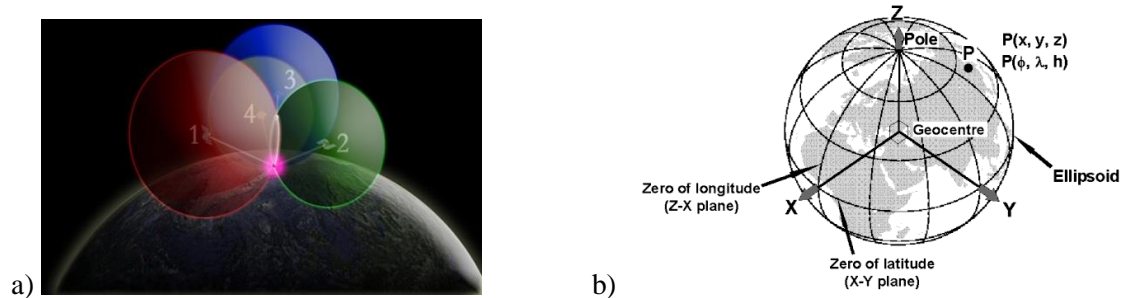 a)
1
2
3
4
b)
Z
Pole
P
P(x, y, z)
P(ϕ, λ, h)
Geocentre
Ellipsoid
Zero of longitude
(Z-X plane)
X
Y
Zero of latitude
(X-Y plane)